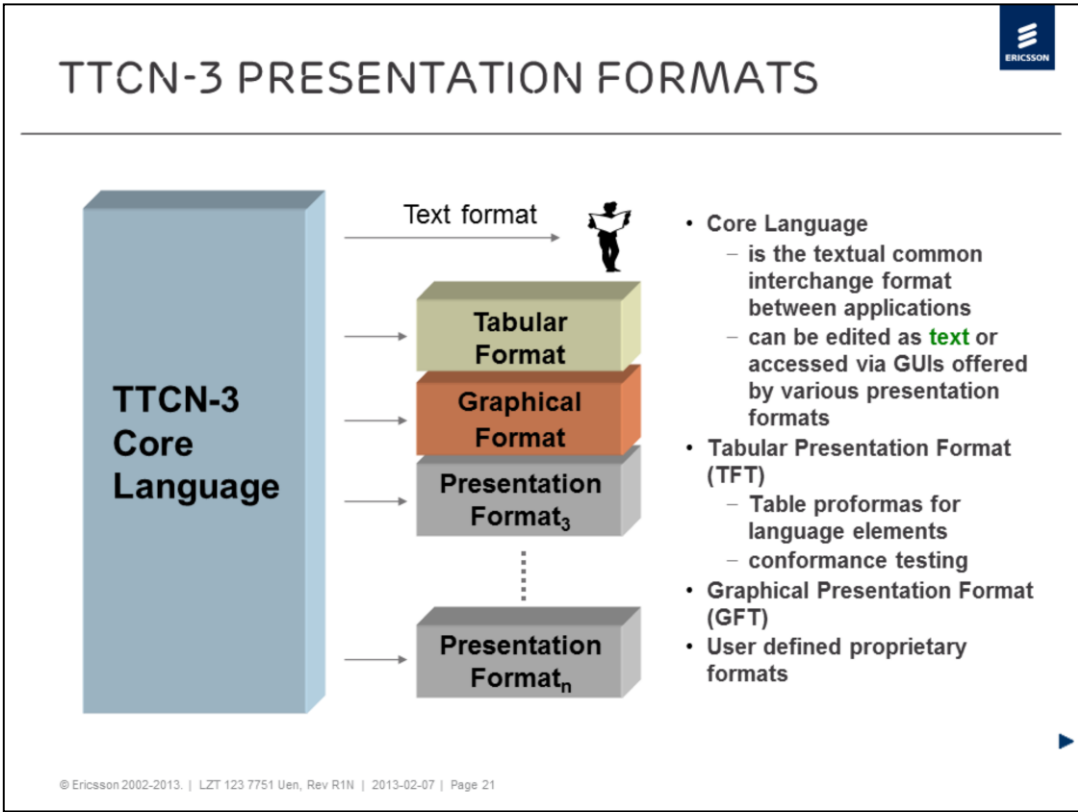 ERICSSON
TTCN-3 PRESENTATION FORMATS
Text format
TTCN-3
Core
Language
Tabular
Format
Graphical
Format
Presentation
Format₃
Presentation
Formatₙ
• Core Language
– is the textual common
interchange format
between applications
– can be edited as text or
accessed via GUIs offered
by various presentation
formats
• Tabular Presentation Format
(TFT)
– Table proformas for
language elements
– conformance testing
• Graphical Presentation Format
(GFT)
• User defined proprietary
formats
© Ericsson 2002-2013. | LZT 123 7751 Uen, Rev R1N | 2013-02-07 | Page 21